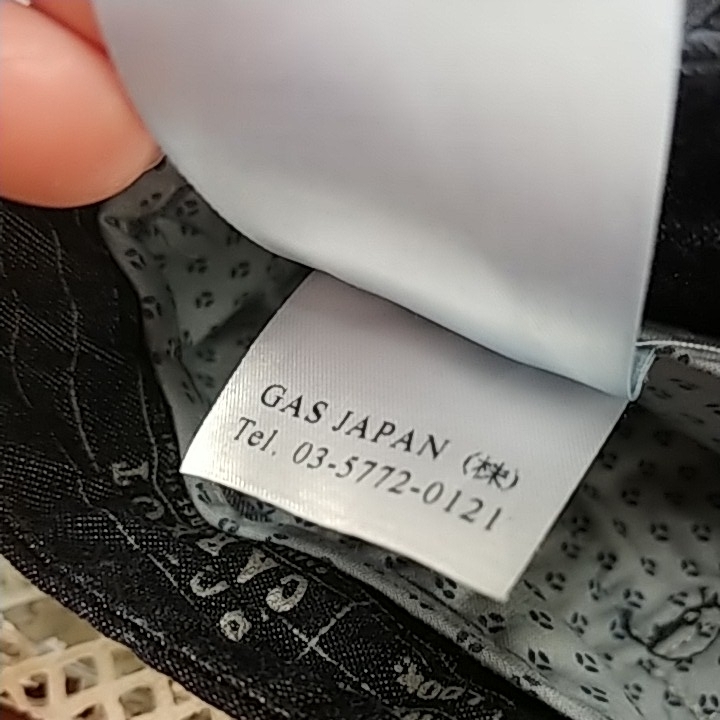 GAS JAPAN (株)
Tel. 03-5772-0121